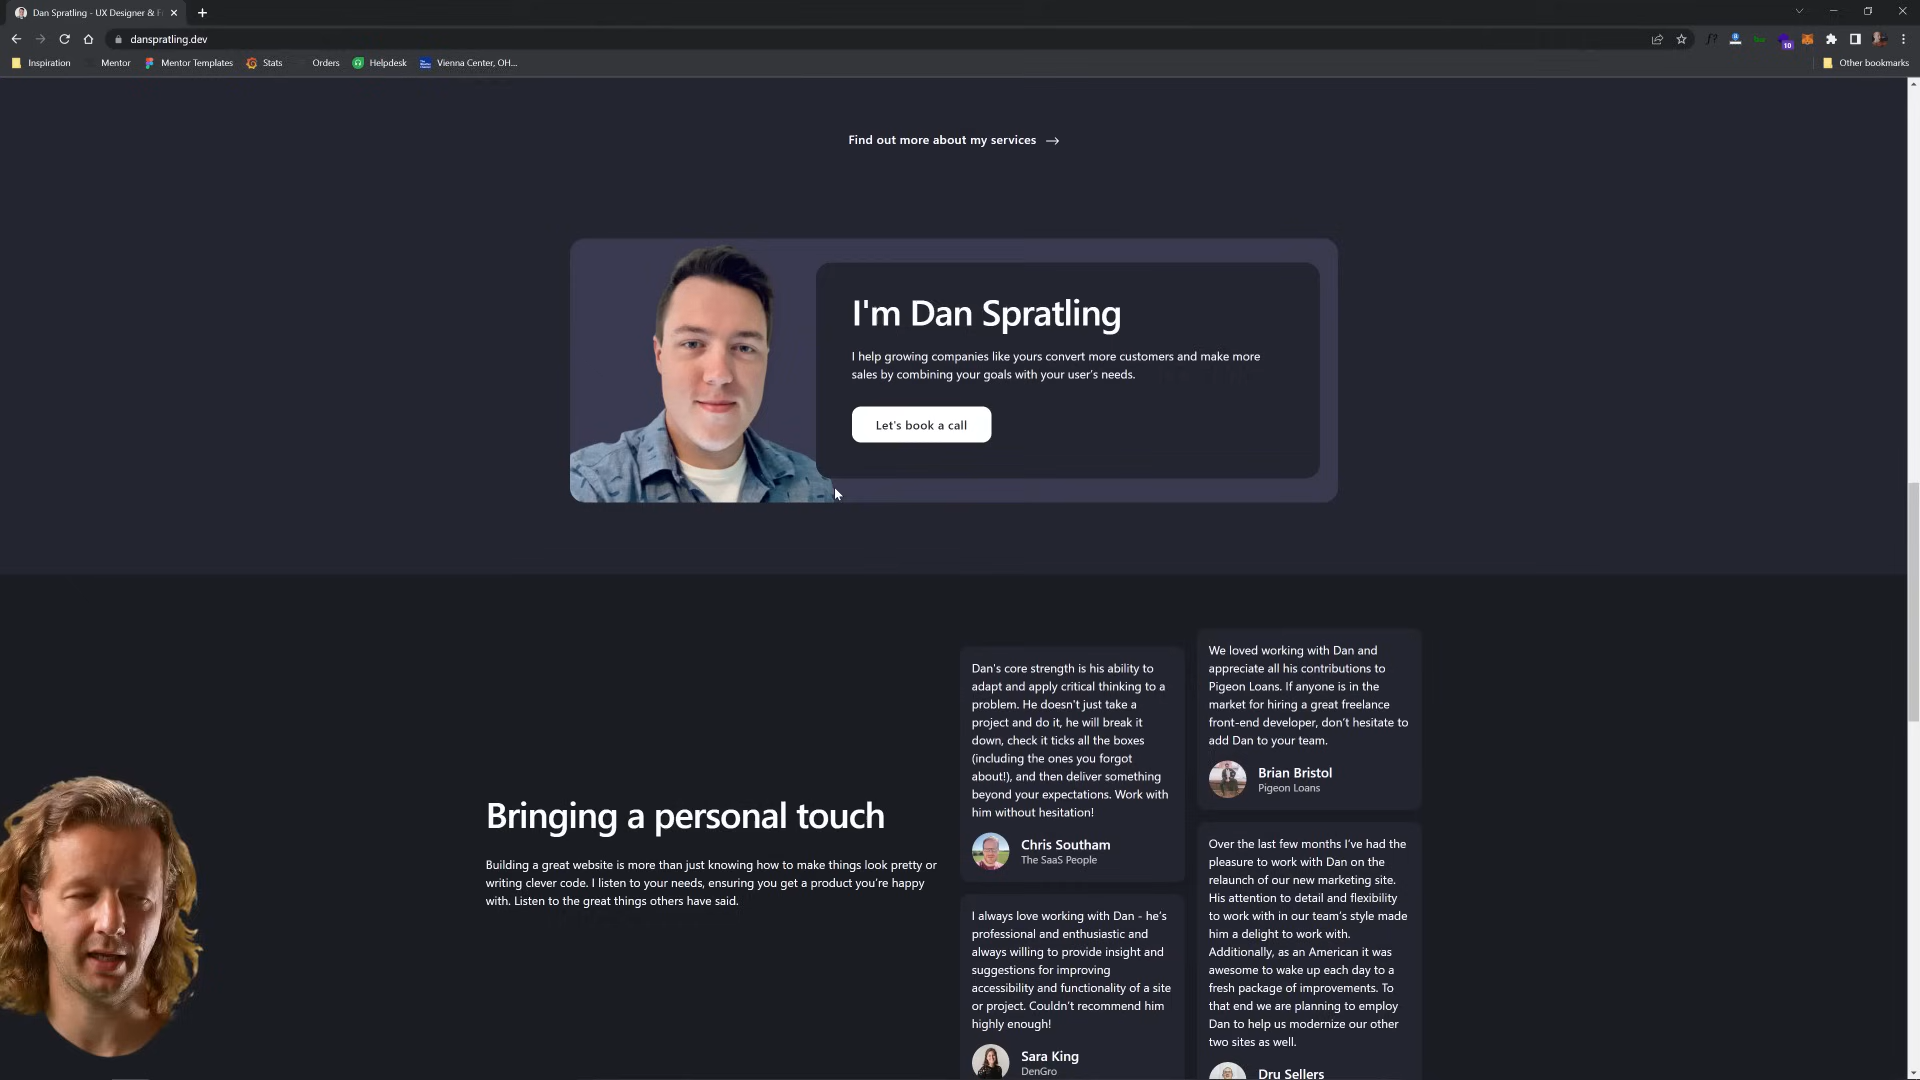 Dan Spratling - UX Designer & F
danspratling.dev
Inspiration
Mentor
Mentor Templates
Stats
Orders
Helpdesk
Vienna Center, OH...
Other bookmarks
10
Find out more about my services →
I'm Dan Spratling
I help growing companies like yours convert more customers and make more
sales by combining your goals with your user's needs.
Let's book a call
Bringing a personal touch
Building a great website is more than just knowing how to make things look pretty or
writing clever code. I listen to your needs, ensuring you get a product you're happy
with. Listen to the great things others have said.
Dan's core strength is his ability to
adapt and apply critical thinking to a
problem. He doesn't just take a
project and do it, he will break it
down, check it ticks all the boxes
(including the ones you forgot
about!), and then deliver something
beyond your expectations. Work with
him without hesitation!
Chris Southam
The SaaS People
I always love working with Dan - he's
professional and enthusiastic and
always willing to provide insight and
suggestions for improving
accessibility and functionality of a site
or project. Couldn't recommend him
highly enough!
Sara King
DenGro
We loved working with Dan and
appreciate all his contributions to
Pigeon Loans. If anyone is in the
market for hiring a great freelance
front-end developer, don't hesitate to
add Dan to your team.
Brian Bristol
Pigeon Loans
Over the last few months I've had the
pleasure to work with Dan on the
relaunch of our new marketing site.
His attention to detail and flexibility
to work with in our team's style made
him a delight to work with.
Additionally, as an American it was
awesome to wake up each day to a
fresh package of improvements. To
that end we are planning to employ
Dan to help us modernize our other
two sites as well.
Dru Sellers